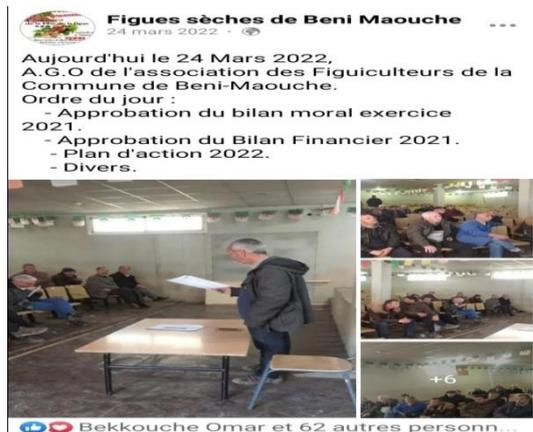 Figues sèches de Beni Maouche
24 mars 2022 ·
Aujourd'hui le 24 Mars 2022,
A.G.O de l'association des Figuiculteurs de la
Commune de Beni-Maouche.
Ordre du jour :
- Approbation du bilan moral exercice
2021.
- Approbation du Bilan Financier 2021.
- Plan d'action 2022.
- Divers.
+6
Bekkouche Omar et 62 autres personn...